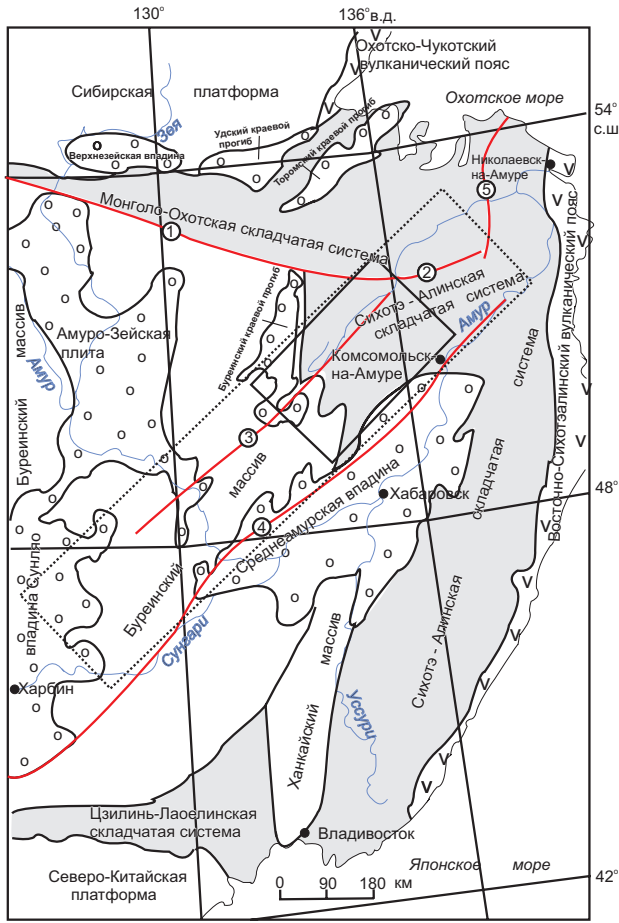 130°
136°в.д.
Охотско-Чукотский
вулканический пояс
Сибирская платформа
Охотское море
54°
с.ш
Зея
Удский краевой
прогиб
Верхнезейская впадина
Торомский краевой прогиб
Николаевск-
на-Амуре
5
Монголо-Охотская складчатая система
1
2
Сихотэ - Алинская
складчатая система
Амур
Буреинский краевой прогиб
Амуро-Зейская
плита
Амур
Комсомольск-
на-Амуре
Буреинский массив
Восточно-Сихотэалинский вулканический пояс
3
4
Среднеамурская впадина
Хабаровск
48°
Буреинский массив
впадина Сунляо
Сунгари
Харбин
Сихотэ - Алинская складчатая система
Ханкайский массив
Уссури
Цзилинь-Лаоелинская
складчатая система
Владивосток
Северо-Китайская
платформа
0 90 180 км
Японское море
42°